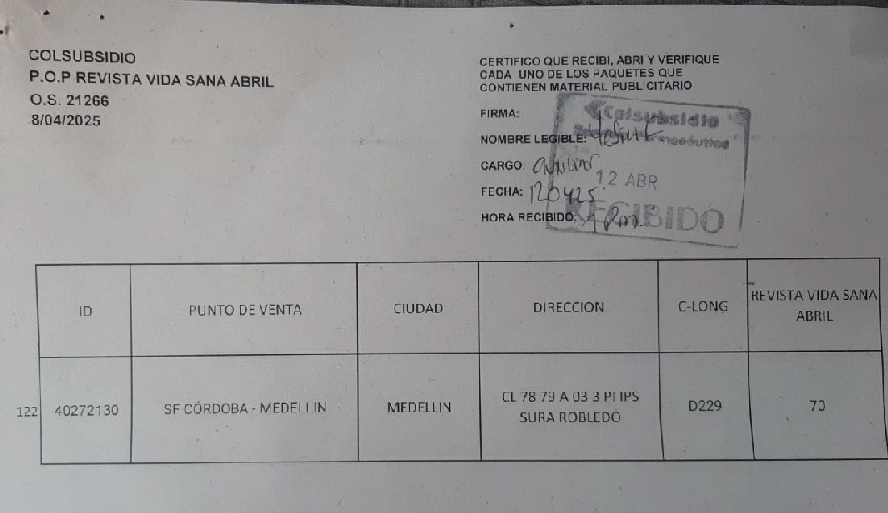 COLSUBSIDIO
P.O.P REVISTA VIDA SANA ABRIL
O.S. 21266
8/04/2025
CERTIFICO QUE RECIBI, ABRI Y VERIFIQUE
CADA UNO DE LOS PAQUETES QUE
CONTIENEN MATERIAL PUBLICITARIO
FIRMA:
NOMBRE LEGIBLE:
CARGO: auxiliar
FECHA: 120425
HORA RECIBIDO:
Colsubsidio
12 ABR
RECIBIDO
ID PUNTO DE VENTA CIUDAD DIRECCION C-LONG REVISTA VIDA SANA
ABRIL
122 40272130 SF CÓRDOBA - MEDELLIN MEDELLIN CL 78 79 A 03 3 PI IPS
SURA ROBLEDO D229 70